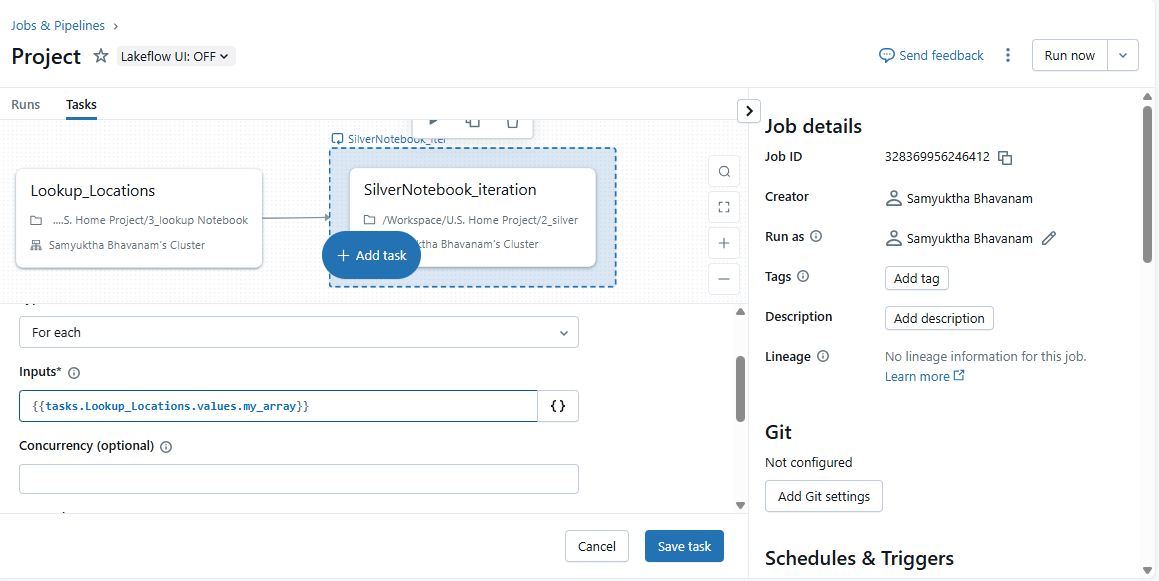 Jobs & Pipelines
Project Lakeflow UI: OFF
Send feedback
Run now
Runs Tasks
SilverNotebook_iter
Lookup_Locations
....S. Home Project/3_lookup Notebook
Samyuktha Bhavanam's Cluster
SilverNotebook_iteration
/Workspace/U.S. Home Project/2_silver
ktha Bhavanam's Cluster
+ Add task
For each
Inputs*
{{tasks.Lookup_Locations.values.my_array}}
{}
Concurrency (optional)
Cancel
Save task
Job details
Job ID 328369956246412
Creator Samyuktha Bhavanam
Run as Samyuktha Bhavanam
Tags Add tag
Description Add description
Lineage No lineage information for this job.
Learn more
Git
Not configured
Add Git settings
Schedules & Triggers